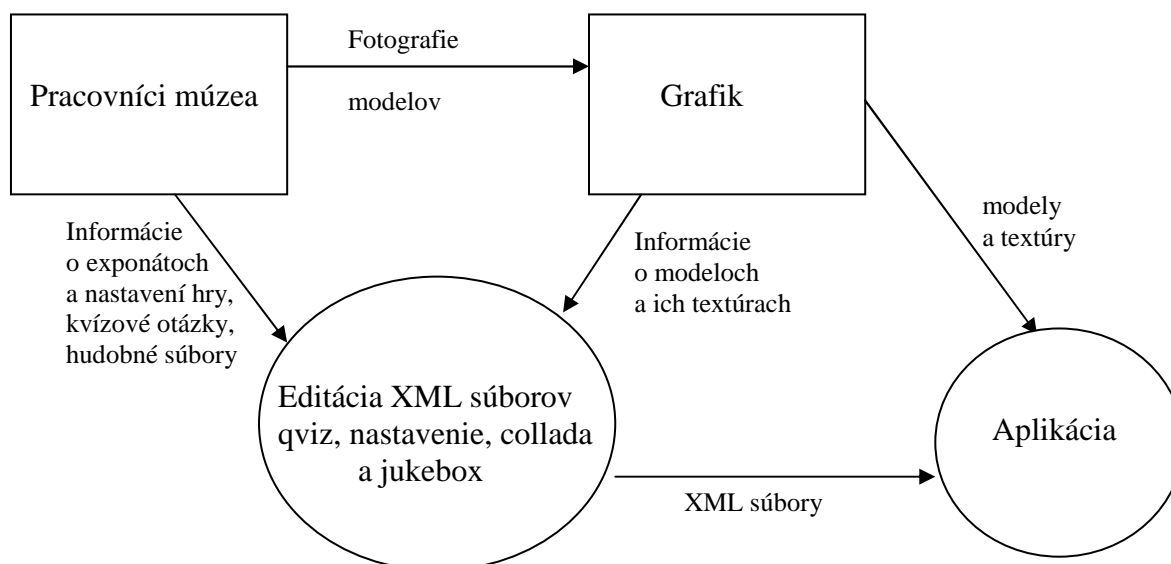 Fotografie
modelov
Pracovníci múzea
Grafik
modely
a textúry
Informácie
o exponátoch
a nastavení hry,
kvízové otázky,
hudobné súbory
Informácie
o modeloch
a ich textúrach
Editácia XML súborov
qviz, nastavenie, collada
a jukebox
Aplikácia
XML súbory